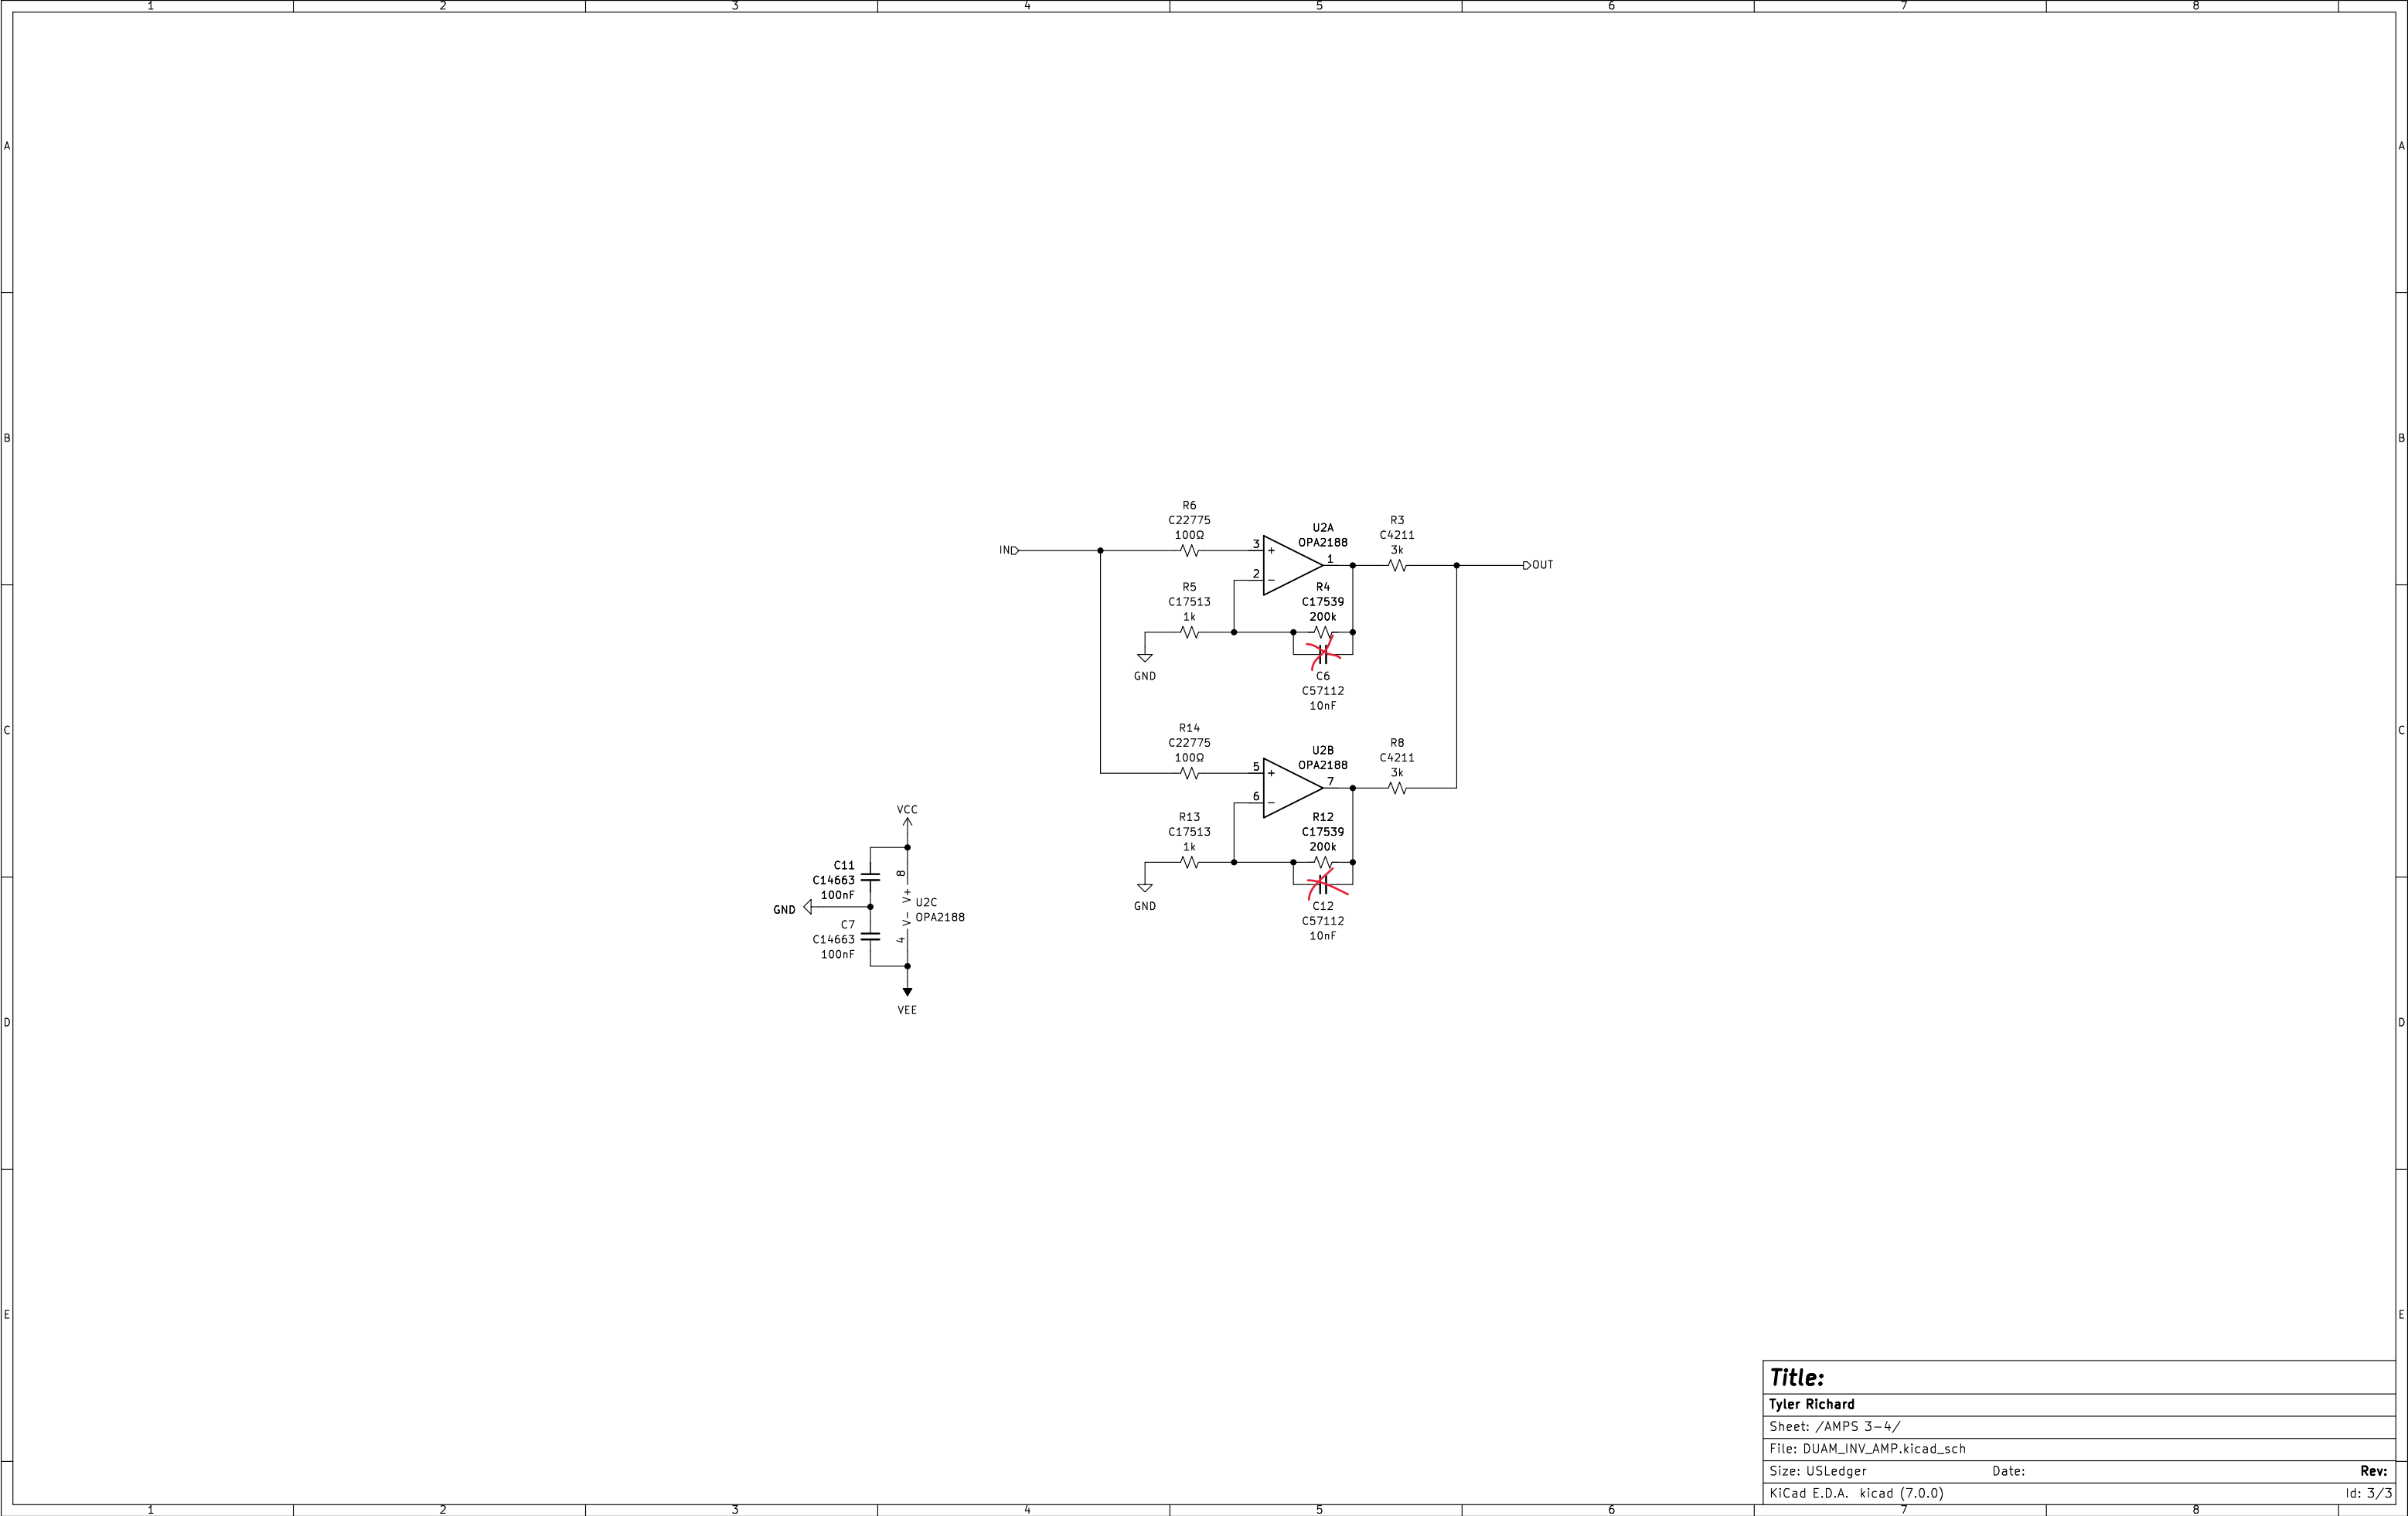 1 2 3 4 5 6 7 8
A A
B B
R6
C22775
100Ω
R3
C4211
3k
U2A
OPA2188
IN
3
+
1
OUT
2
−
R5
C17513
1k
R4
C17539
200k
GND
C6
C57112
10nF
C C
R14
C22775
100Ω
R8
C4211
3k
U2B
OPA2188
5
+
7
6
−
R13
C17513
1k
R12
C17539
200k
GND
C12
C57112
10nF
VCC
C11
C14663
100nF
8
V+
GND
U2C
OPA2188
V−
4
C7
C14663
100nF
VEE
D D
E E
Title:
Tyler Richard
Sheet: /AMPS 3−4/
File: DUAM_INV_AMP.kicad_sch
Size: USLedger Date: Rev:
KiCad E.D.A. kicad (7.0.0) Id: 3/3
1 2 3 4 5 6 7 8